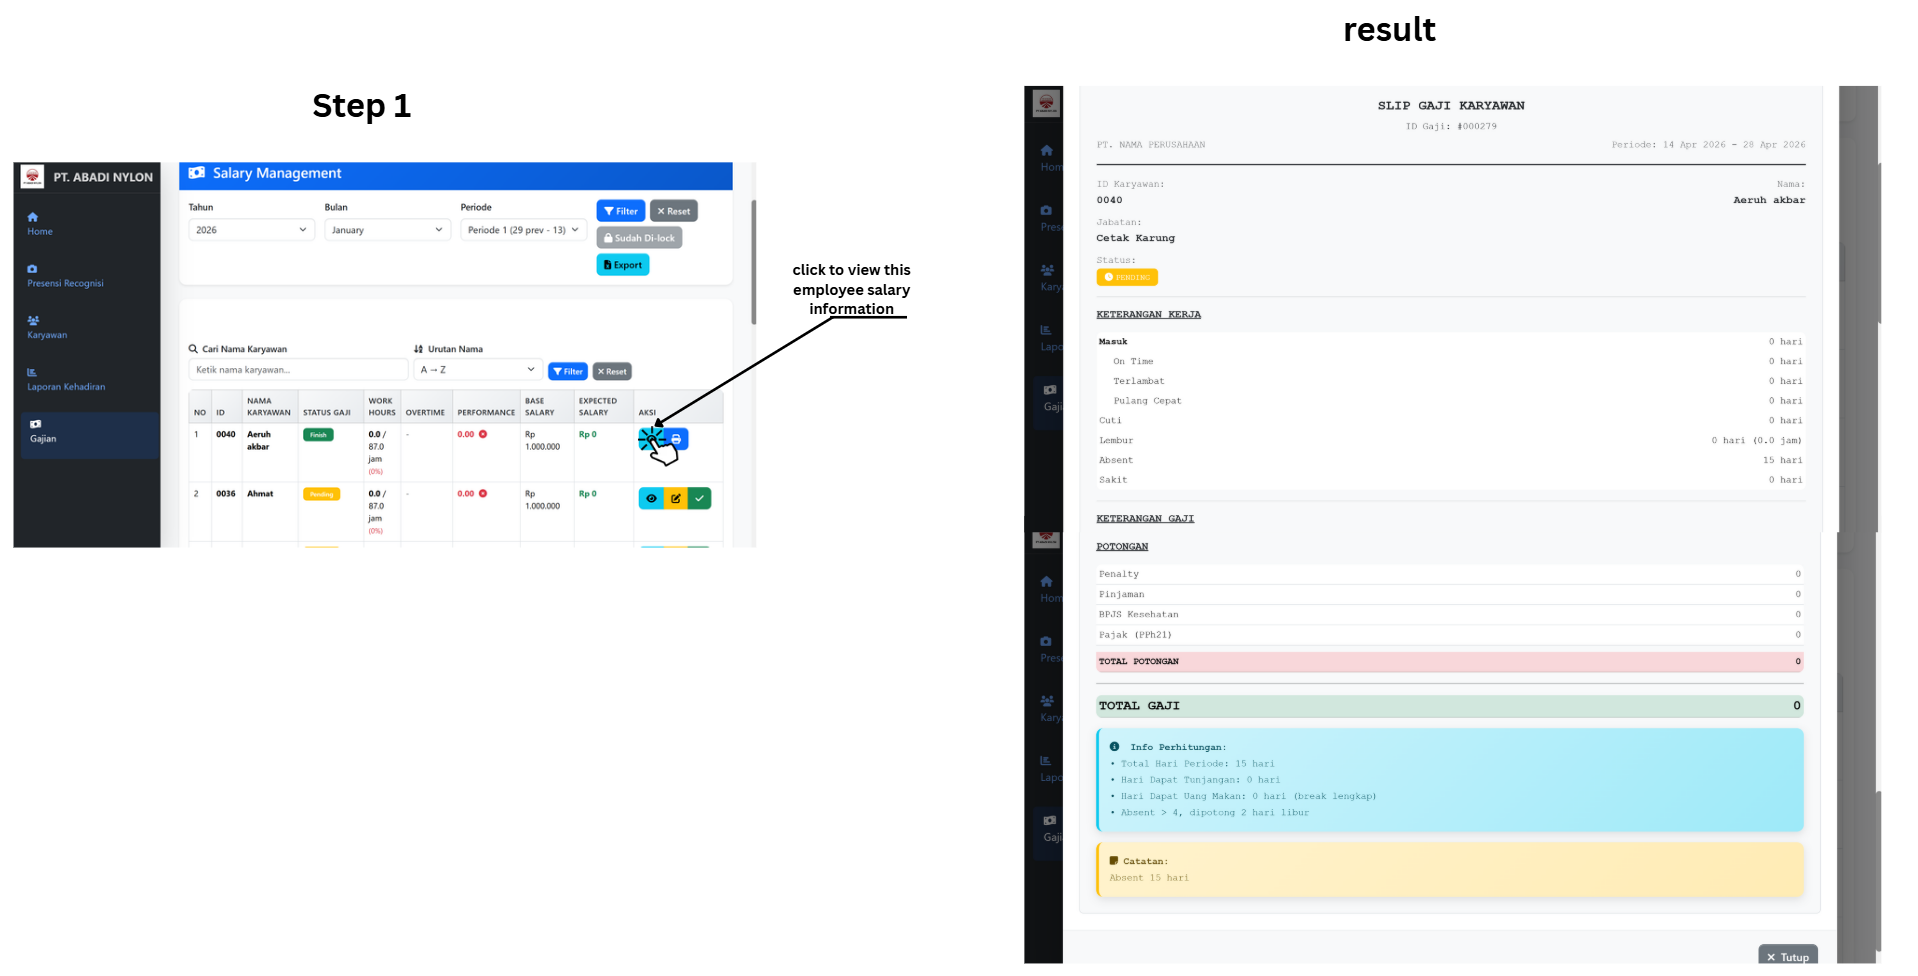 result
Step 1
PT. ABADI NYLON
Home
Presensi Recognisi
Karyawan
Laporan Kehadiran
Gajian
Salary Management
Tahun Bulan Periode
2026 January Periode 1 (29 prev - 13)
Filter Reset
Sudah Di-lock
Export
Cari Nama Karyawan Urutan Nama
Ketik nama karyawan... A → Z Filter Reset
NO ID NAMA KARYAWAN STATUS GAJI WORK HOURS OVERTIME PERFORMANCE BASE SALARY EXPECTED SALARY AKSI
1 0040 Aeruh akbar Finish 0.0 / 87.0 jam (0%) - 0.00 Rp 1.000.000 Rp 0
2 0036 Ahmat Pending 0.0 / 87.0 jam (0%) - 0.00 Rp 1.000.000 Rp 0
click to view this
employee salary
information
SLIP GAJI KARYAWAN
ID Gaji: #000279
PT. NAMA PERUSAHAAN Periode: 14 Apr 2026 - 28 Apr 2026
ID Karyawan: Nama:
0040 Aeruh akbar
Jabatan:
Cetak Karung
Status:
PENDING
KETERANGAN KERJA
Masuk 0 hari
On Time 0 hari
Terlambat 0 hari
Pulang Cepat 0 hari
Cuti 0 hari
Lembur 0 hari (0.0 jam)
Absent 15 hari
Sakit 0 hari
KETERANGAN GAJI
POTONGAN
Penalty 0
Pinjaman 0
BPJS Kesehatan 0
Pajak (PPh21) 0
TOTAL POTONGAN 0
TOTAL GAJI 0
Info Perhitungan:
• Total Hari Periode: 15 hari
• Hari Dapat Tunjangan: 0 hari
• Hari Dapat Uang Makan: 0 hari (break lengkap)
• Absent > 4, dipotong 2 hari libur
Catatan:
Absent 15 hari
Tutup
Hom
Pres
Kary
Lapo
Gaji
Hom
Pres
Kary
Lapo
Gaji